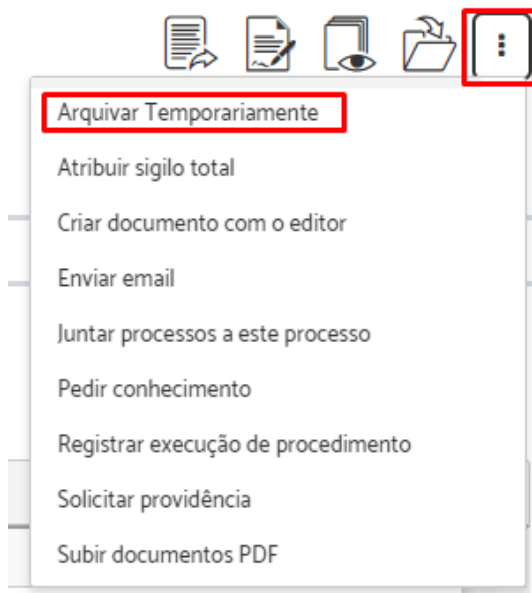 Arquivar Temporariamente
Atribuir sigilo total
Criar documento com o editor
Enviar email
Juntar processos a este processo
Pedir conhecimento
Registrar execução de procedimento
Solicitar providência
Subir documentos PDF